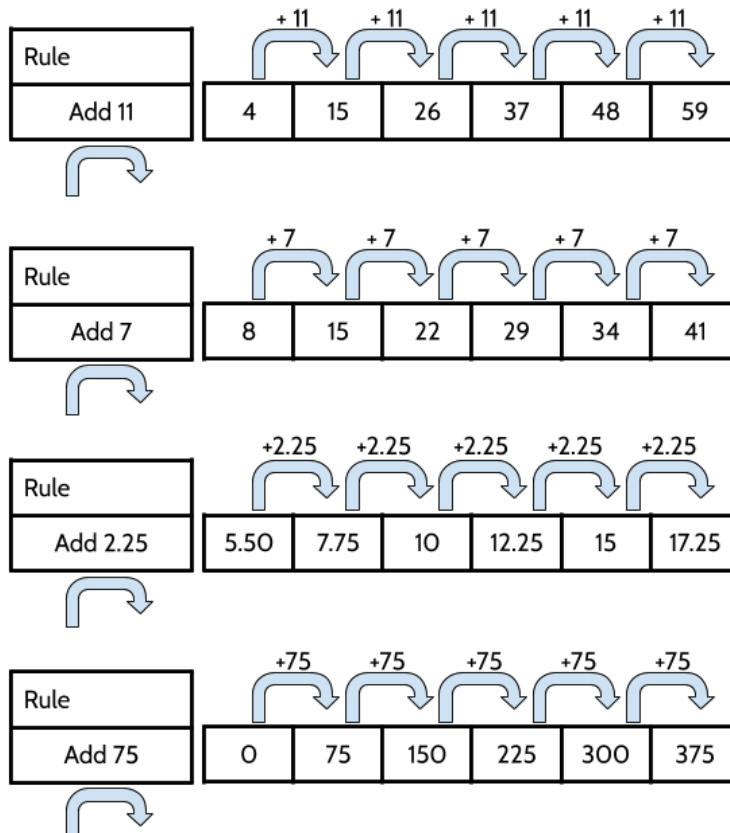 + 11 + 11 + 11 + 11 + 11
Rule
Add 11 4 15 26 37 48 59
+ 7 + 7 + 7 + 7 + 7
Rule
Add 7 8 15 22 29 34 41
+2.25 +2.25 +2.25 +2.25 +2.25
Rule
Add 2.25 5.50 7.75 10 12.25 15 17.25
+75 +75 +75 +75 +75
Rule
Add 75 0 75 150 225 300 375